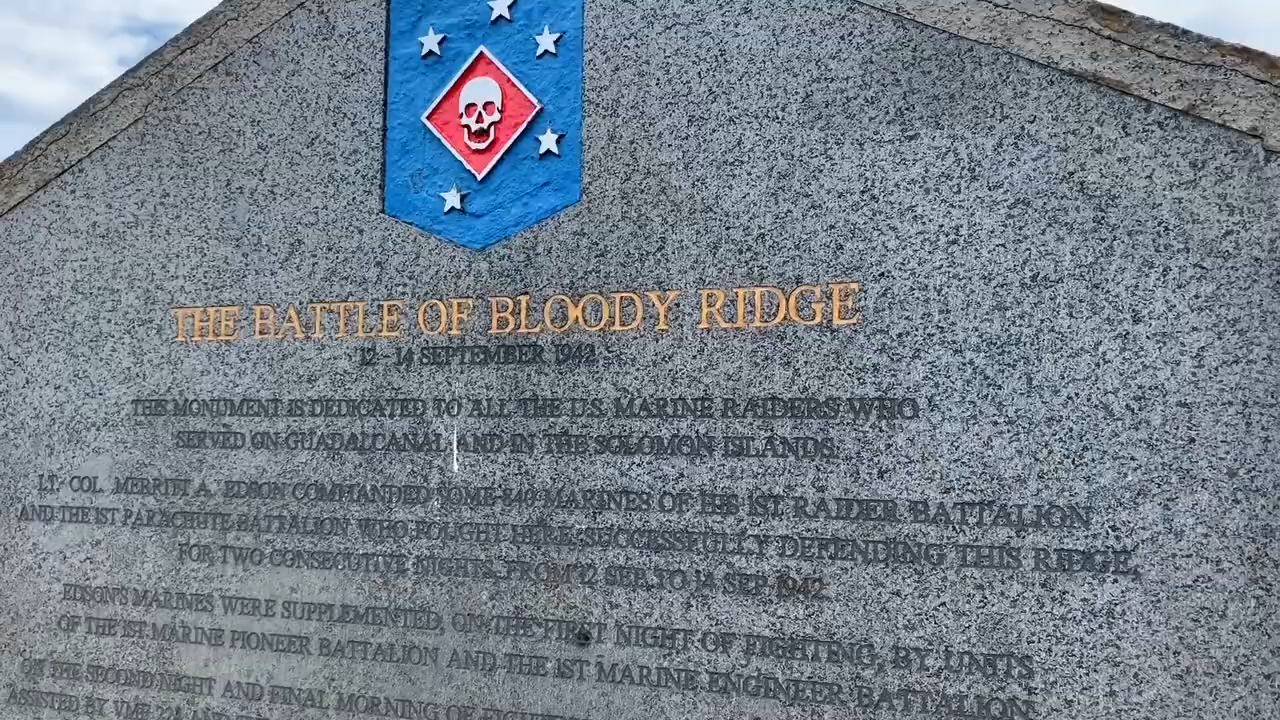 THE BATTLE OF BLOODY RIDGE
12 - 14 SEPTEMBER 1942
THIS MONUMENT IS DEDICATED TO ALL THE U.S. MARINE RAIDERS WHO
SERVED ON GUADALCANAL AND IN THE SOLOMON ISLANDS.
LT. COL. MERRITT A. EDSON COMMANDED SOME 840 MARINES OF HIS 1ST RAIDER BATTALION
AND THE 1ST PARACHUTE BATTALION WHO FOUGHT HERE, SUCCESSFULLY DEFENDING THIS RIDGE,
FOR TWO CONSECUTIVE NIGHTS, FROM 12 SEP. TO 14 SEP. 1942.
EDSON'S MARINES WERE SUPPLEMENTED, ON THE FIRST NIGHT OF FIGHTING, BY UNITS
OF THE 1ST MARINE PIONEER BATTALION AND THE 1ST MARINE ENGINEER BATTALION.
ON THE SECOND NIGHT AND FINAL MORNING OF
ASSISTED BY